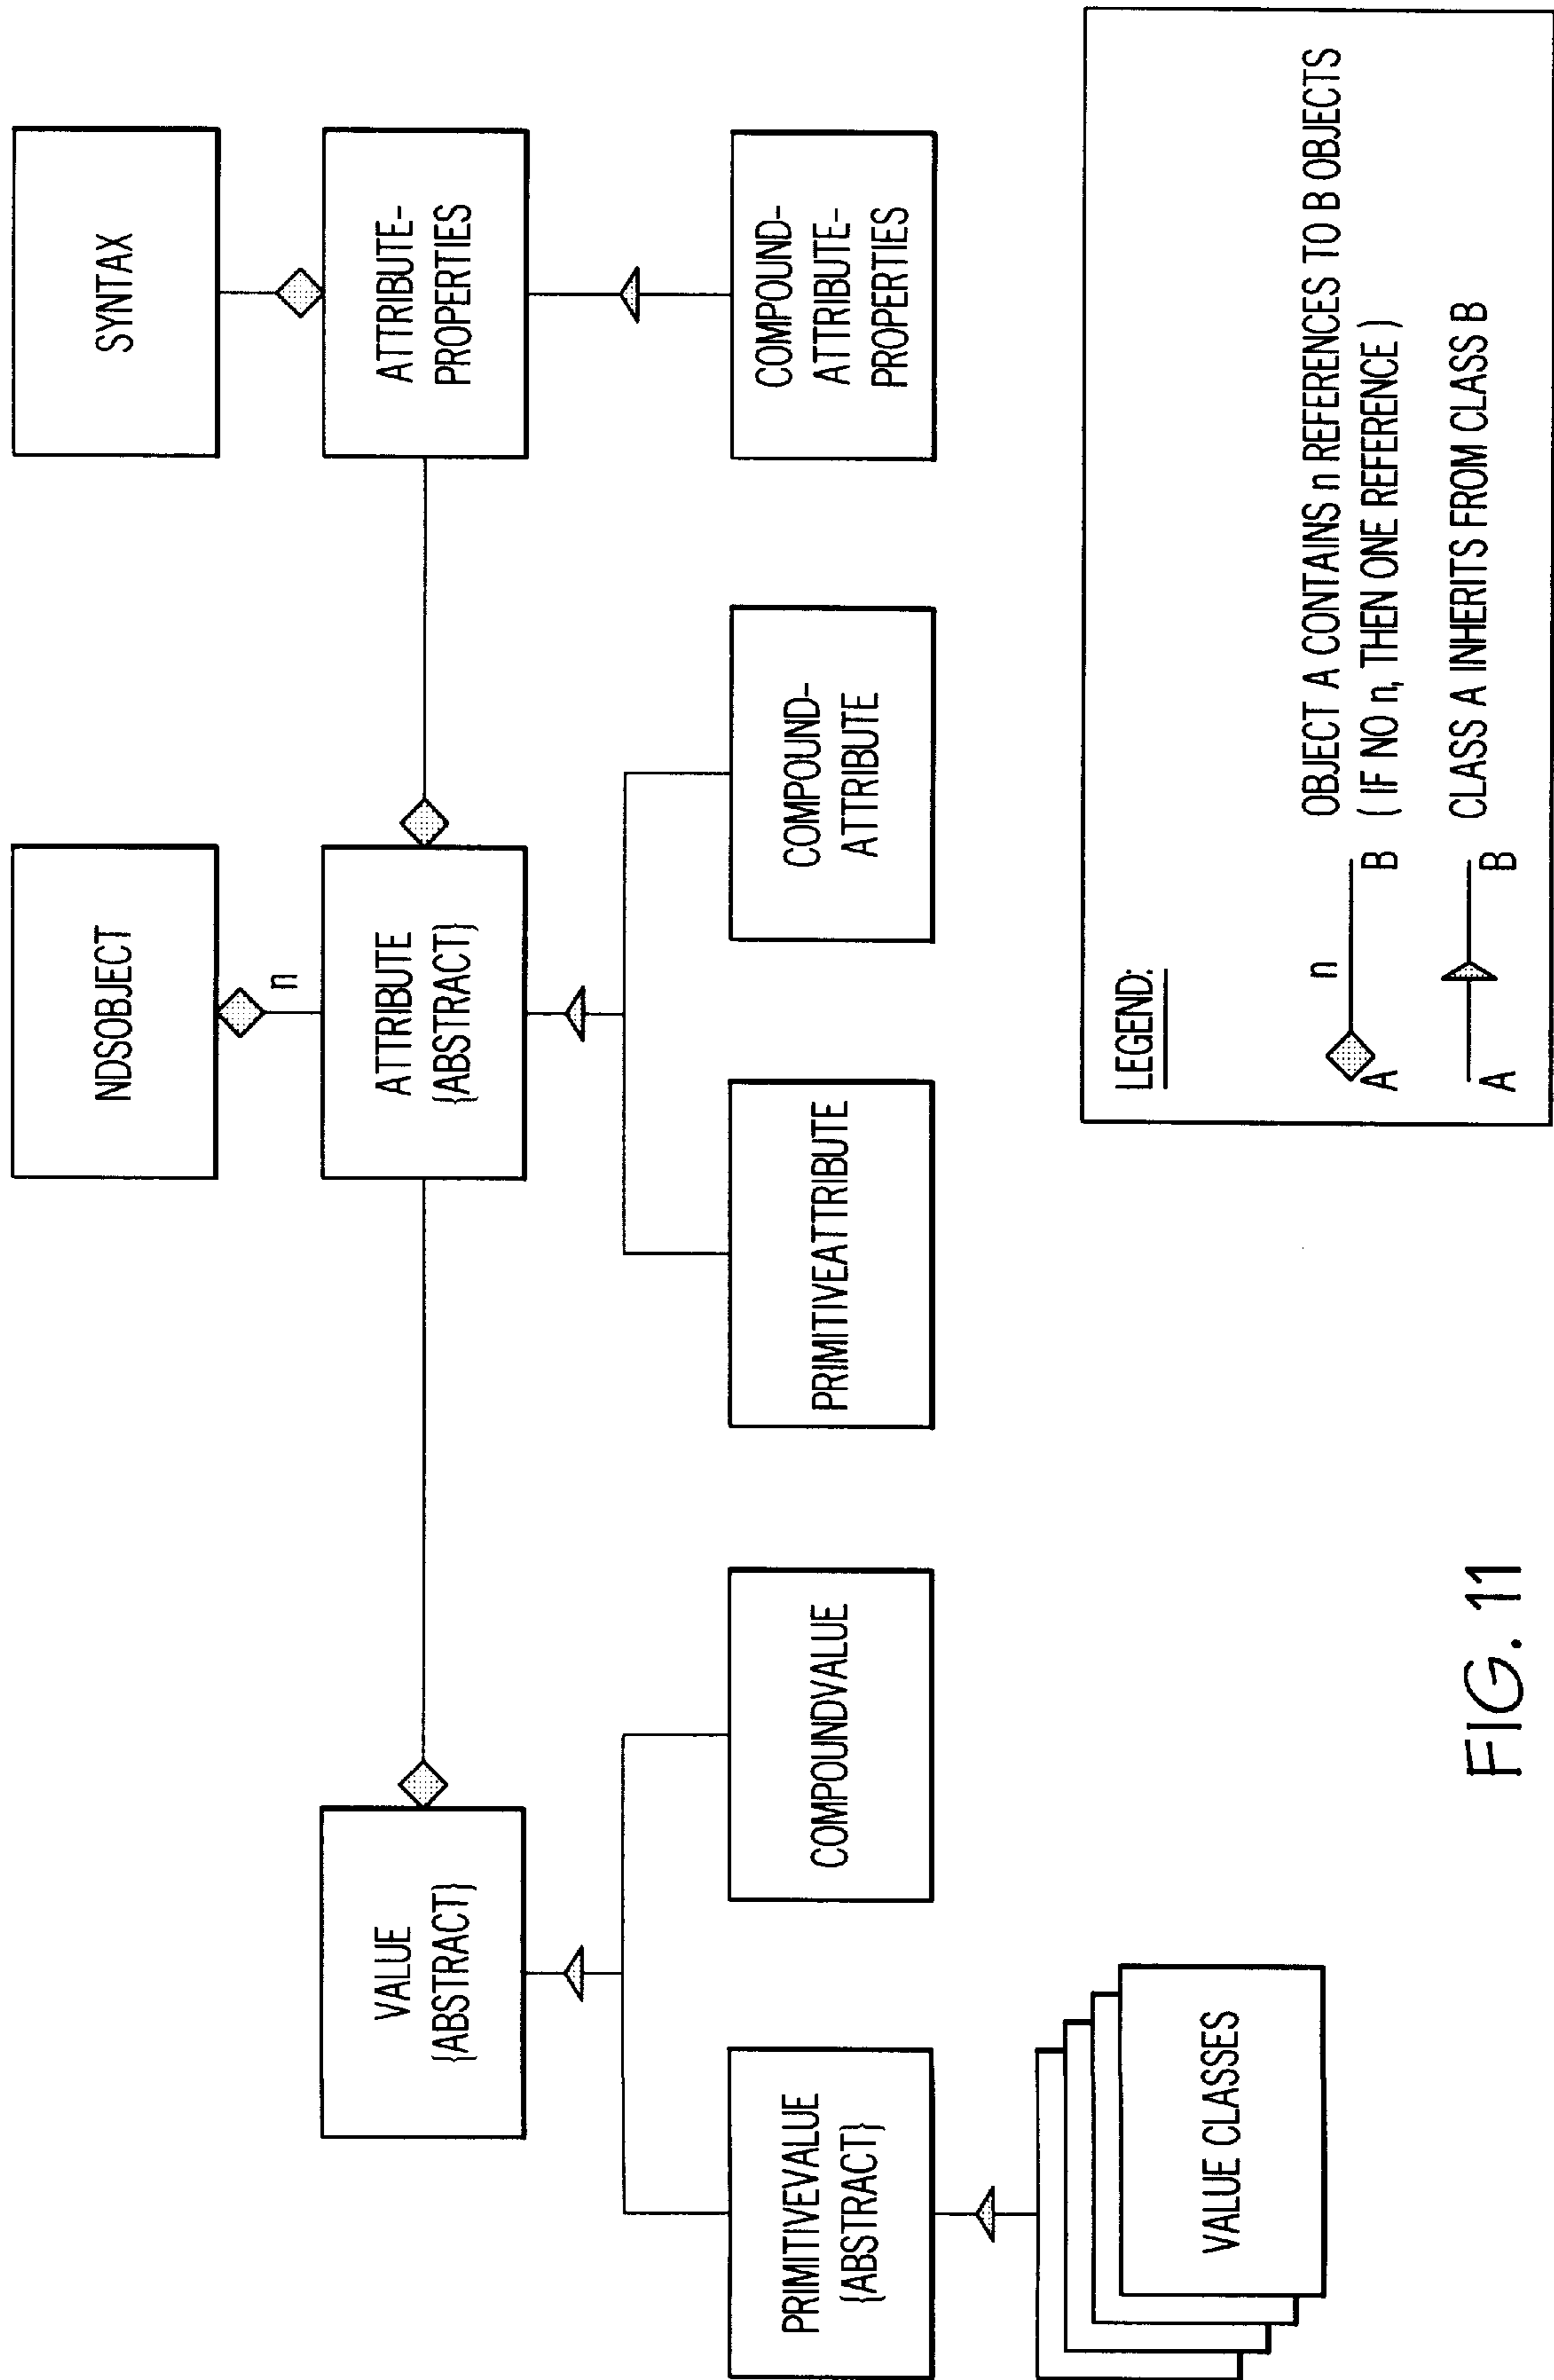 NDSOBJECT
SYNTAX
n
VALUE
{ABSTRACT}
ATTRIBUTE
{ABSTRACT}
ATTRIBUTE-
PROPERTIES
PRIMITIVEVALUE
{ABSTRACT}
COMPOUNDVALUE
PRIMITIVEATTRIBUTE
COMPOUND-
ATTRIBUTE
COMPOUND-
ATTRIBUTE-
PROPERTIES
VALUE CLASSES
LEGEND:
n
A
B
OBJECT A CONTAINS n REFERENCES TO B OBJECTS
( IF NO n, THEN ONE REFERENCE )
A
B
CLASS A INHERITS FROM CLASS B
FIG. 11